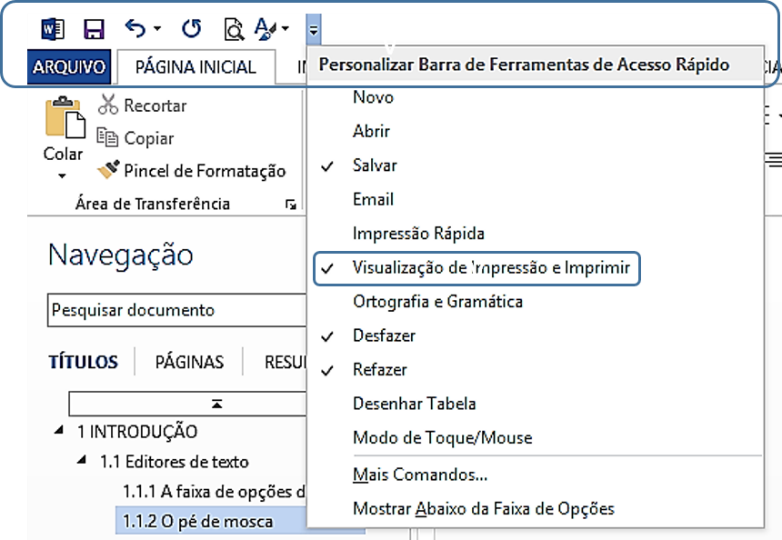 ARQUIVO PÁGINA INICIAL
Personalizar Barra de Ferramentas de Acesso Rápido
Recortar
Copiar
Colar
Pincel de Formatação
Área de Transferência
Novo
Abrir
Salvar
Email
Impressão Rápida
Visualização de Impressão e Imprimir
Ortografia e Gramática
Desfazer
Refazer
Desenhar Tabela
Modo de Toque/Mouse
Mais Comandos...
Mostrar Abaixo da Faixa de Opções
Navegação
Pesquisar documento
TÍTULOS PÁGINAS RESU
1 INTRODUÇÃO
1.1 Editores de texto
1.1.1 A faixa de opções d
1.1.2 O pé de mosca